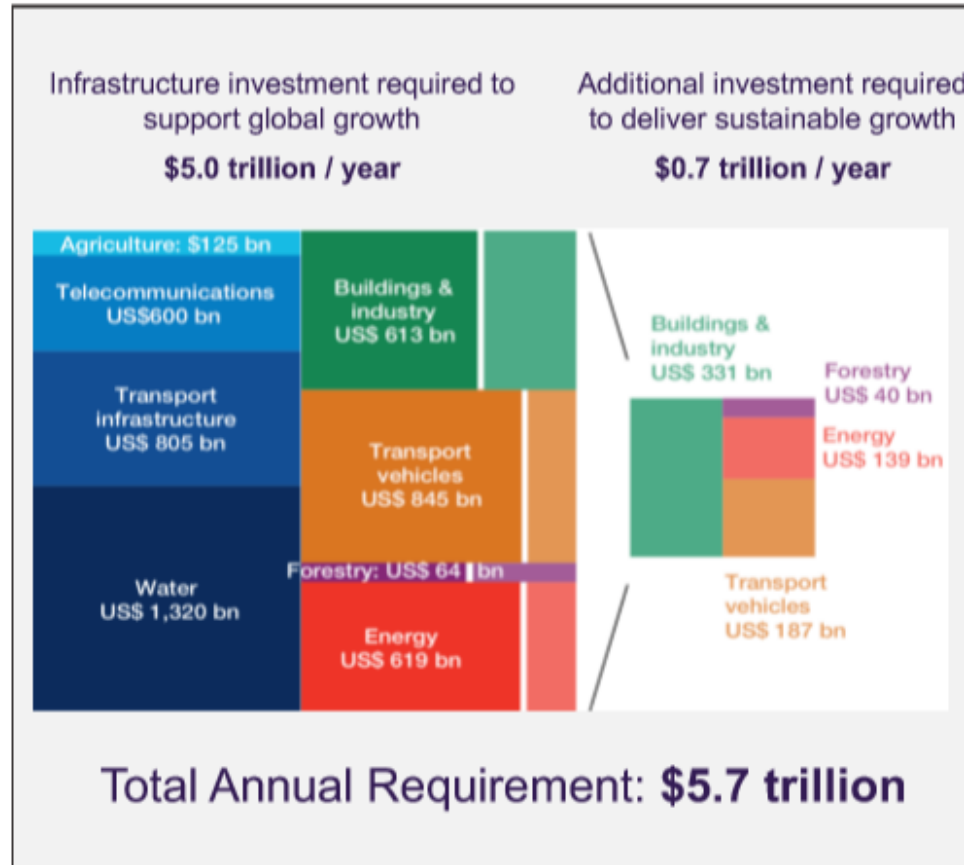 Infrastructure investment required to
support global growth
$5.0 trillion / year
Additional investment required
to deliver sustainable growth
$0.7 trillion / year
Agriculture: $125 bn
Telecommunications
US$600 bn
Transport
infrastructure
US$ 805 bn
Water
US$ 1,320 bn
Buildings &
industry
US$ 613 bn
Transport
vehicles
US$ 845 bn
Forestry: US$ 64 bn
Energy
US$ 619 bn
Buildings &
industry
US$ 331 bn
Forestry
US$ 40 bn
Energy
US$ 139 bn
Transport
vehicles
US$ 187 bn
Total Annual Requirement: $5.7 trillion